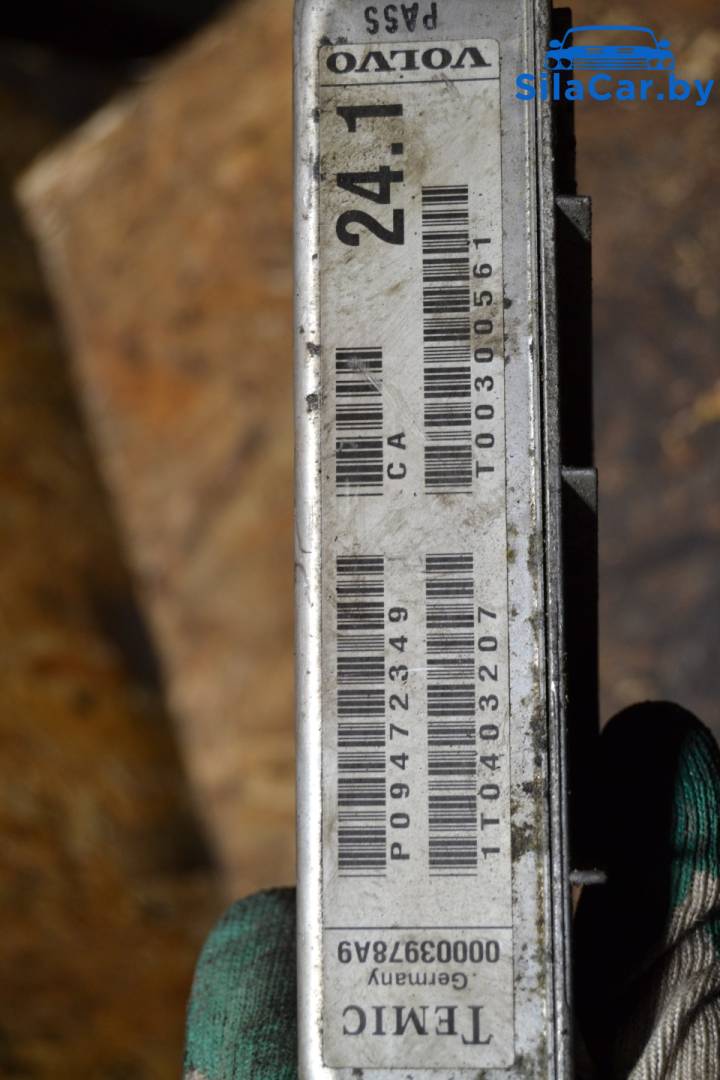 PASS
VOLVO
24.1
CA
T00300561
P09472349
1T0403207
00003978A9
Germany
TEMIC
SilaCar.by